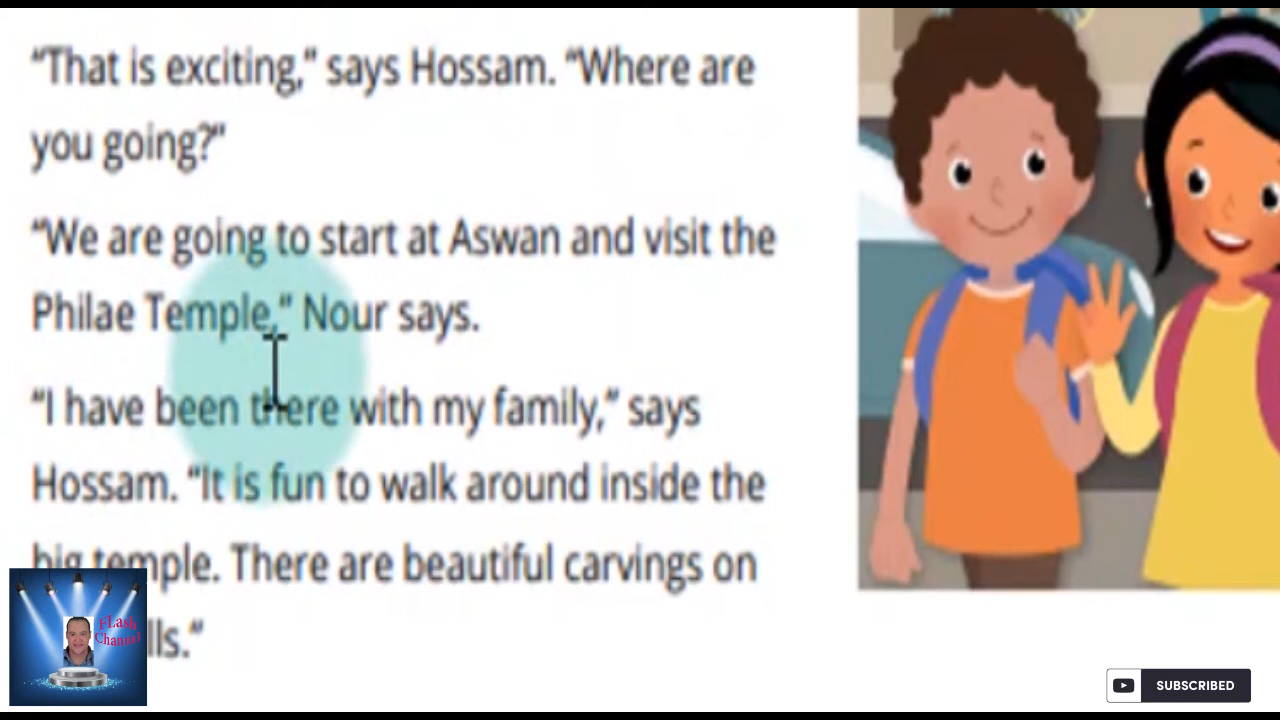 “That is exciting,” says Hossam. “Where are
you going?”
“We are going to start at Aswan and visit the
Philae Temple,” Nour says.
“I have been there with my family,” says
Hossam. “It is fun to walk around inside the
big temple. There are beautiful carvings on
lls.”
FLash
Channel
SUBSCRIBED